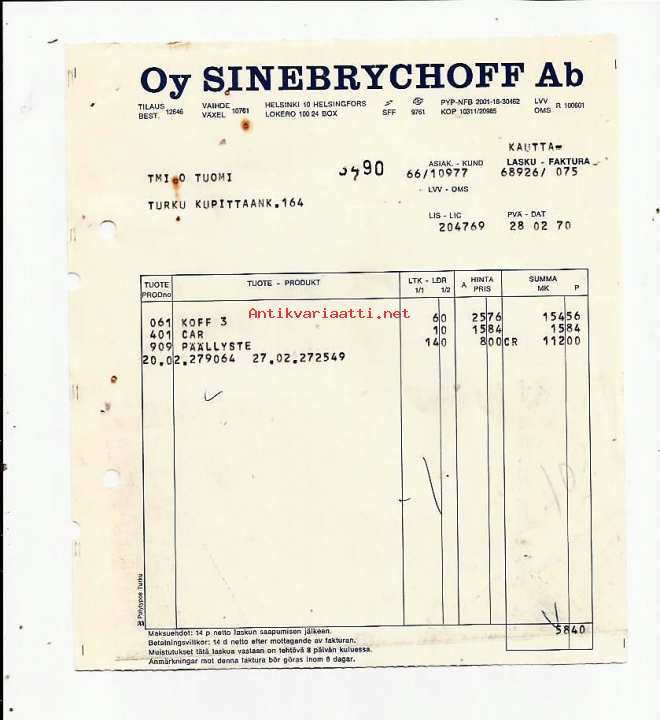 Oy SINEBRYCHOFF Ab
TILAUS BEST. 12646 VAIHDE VÄXEL 10761 HELSINKI 10 HELSINGFORS LOKERO 100 24 BOX SFF 9761 PYP-NFB 2001-18-30462 KOP 10311/20985 LVV OMS R 100601
KAUTTA-
ASIAK. - KUND LASKU - FAKTURA
TMI O TUOMI 90 66/10977 68926/ 075
LVV - OMS
TURKU KUPITTAANK.164
LIS - LIC PVÄ - DAT
204769 28 02 70
TUOTE PRODno TUOTE - PRODUKT LTK - LDR 1/1 1/2 A HINTA PRIS SUMMA MK P
Antikvariaatti.net
061 KOFF 3 60 2576 15456
401 CAR 10 1584 1584
909 PÄÄLLYSTE 140 800CR 11200
20.02.279064 27.02.272549
Polytypos Turku
5840
Maksuehdot: 14 p netto laskun saapumisen jälkeen.
Betalningsvillkor: 14 d netto efter mottagande av fakturan.
Muistutukset tätä laskua vastaan on tehtävä 8 päivän kuluessa.
Anmärkningar mot denna faktura bör göras inom 8 dagar.